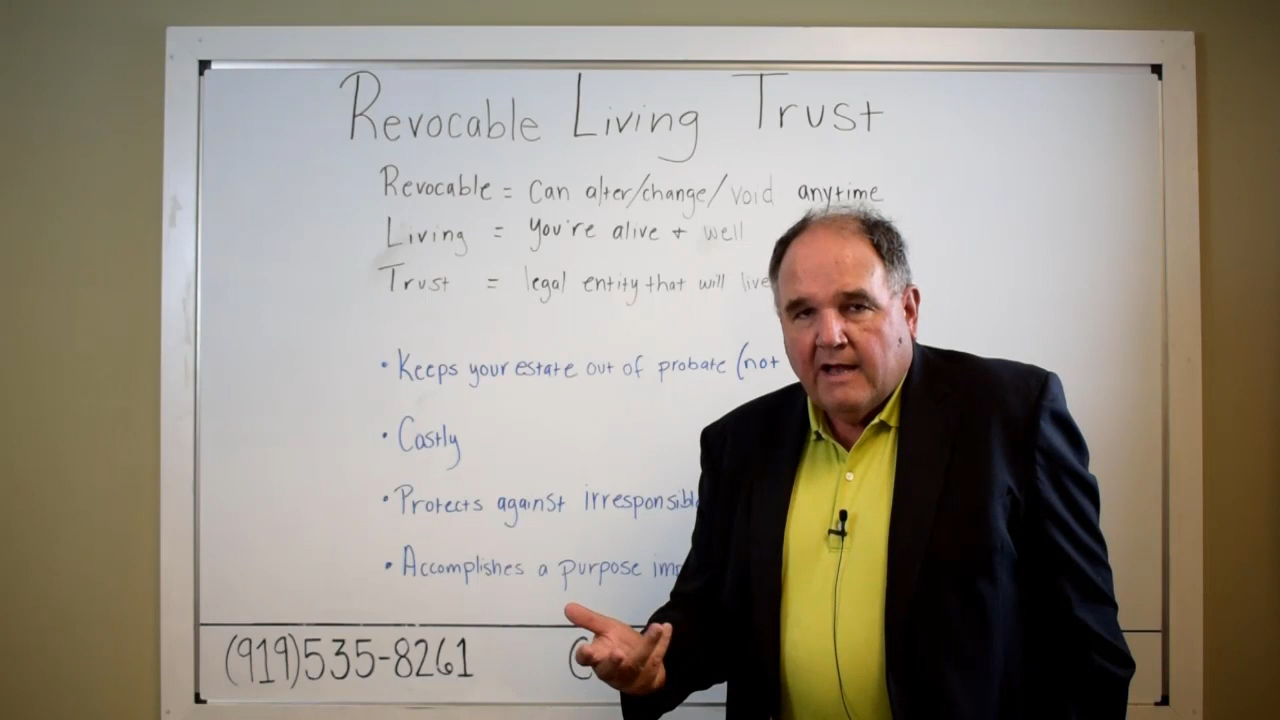 Revocable Living Trust
Revocable = Can alter/change/void anytime
Living = You're alive + well
Trust = legal entity that will live
• Keeps your estate out of probate (not
• Costly
• Protects against irresponsible
• Accomplishes a purpose
(919)535-8261